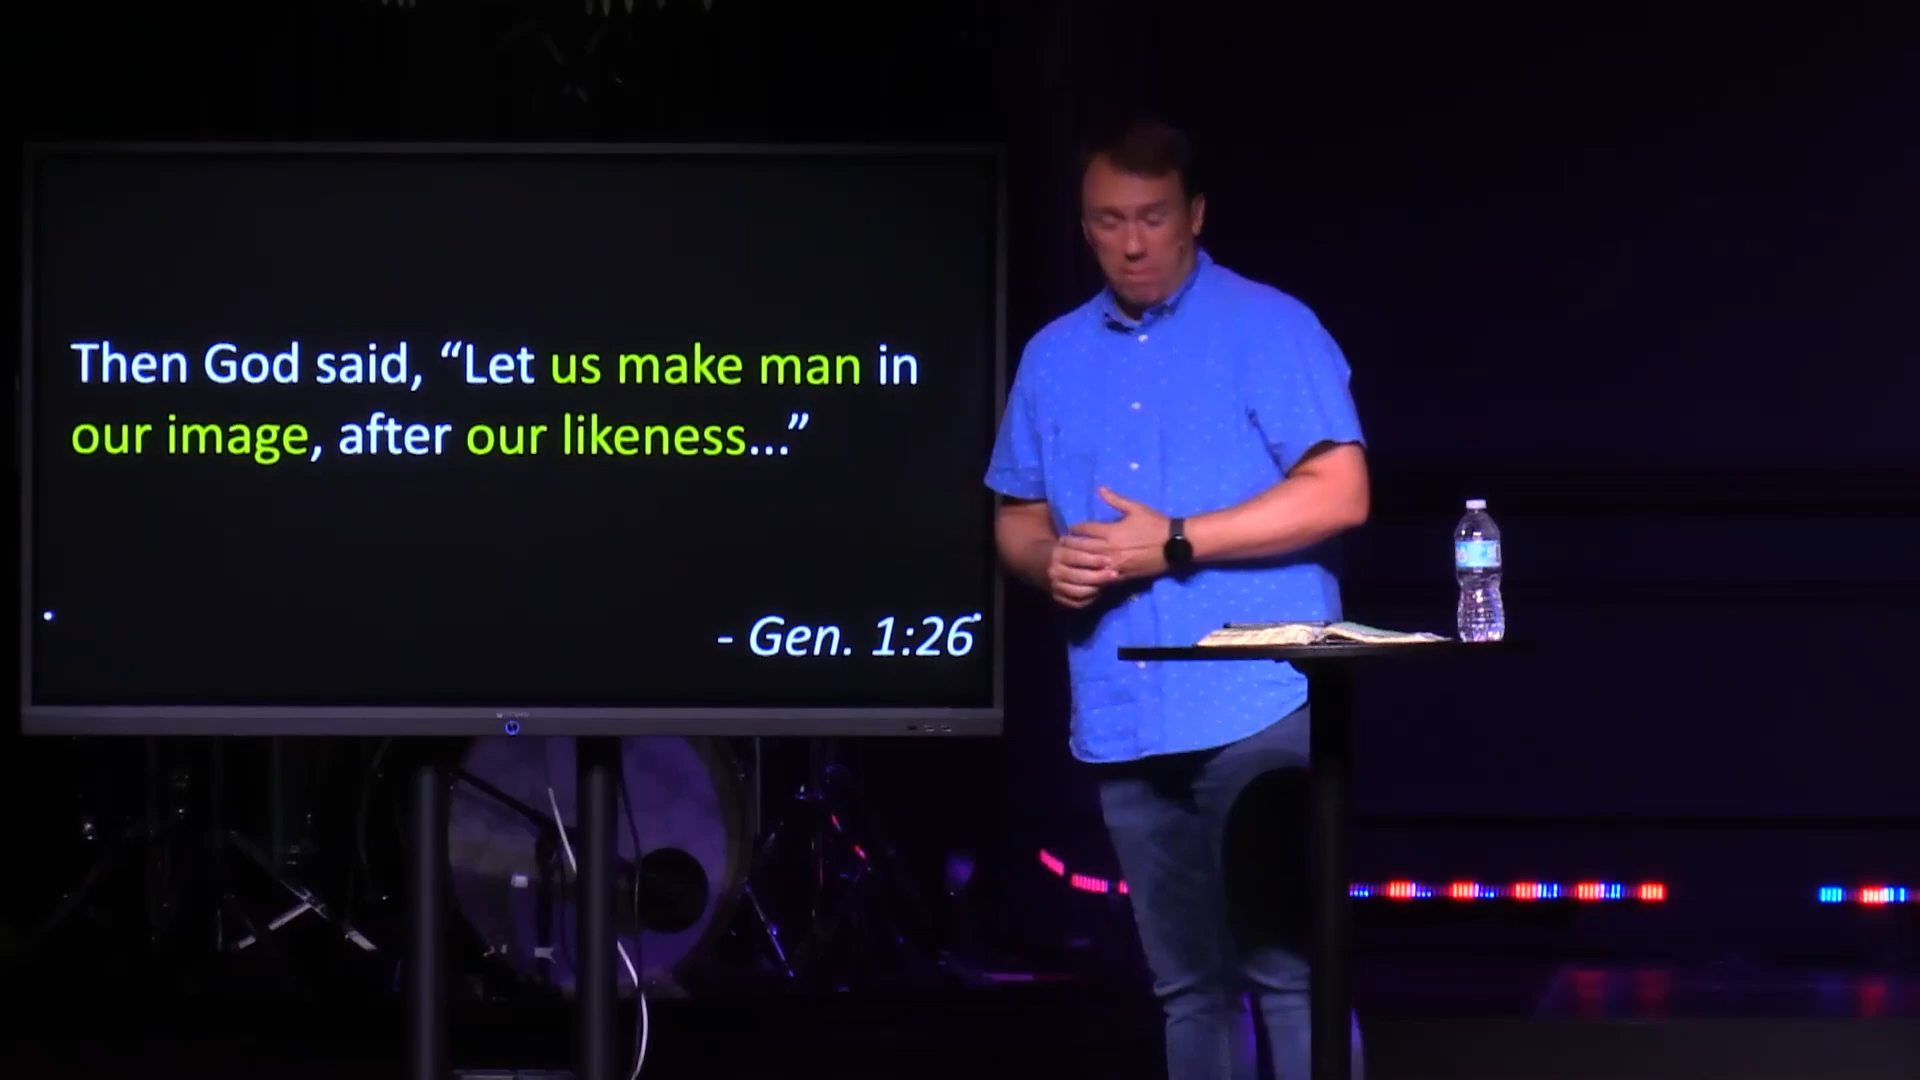 Then God said, “Let us make man in
our image, after our likeness...”
- Gen. 1:26